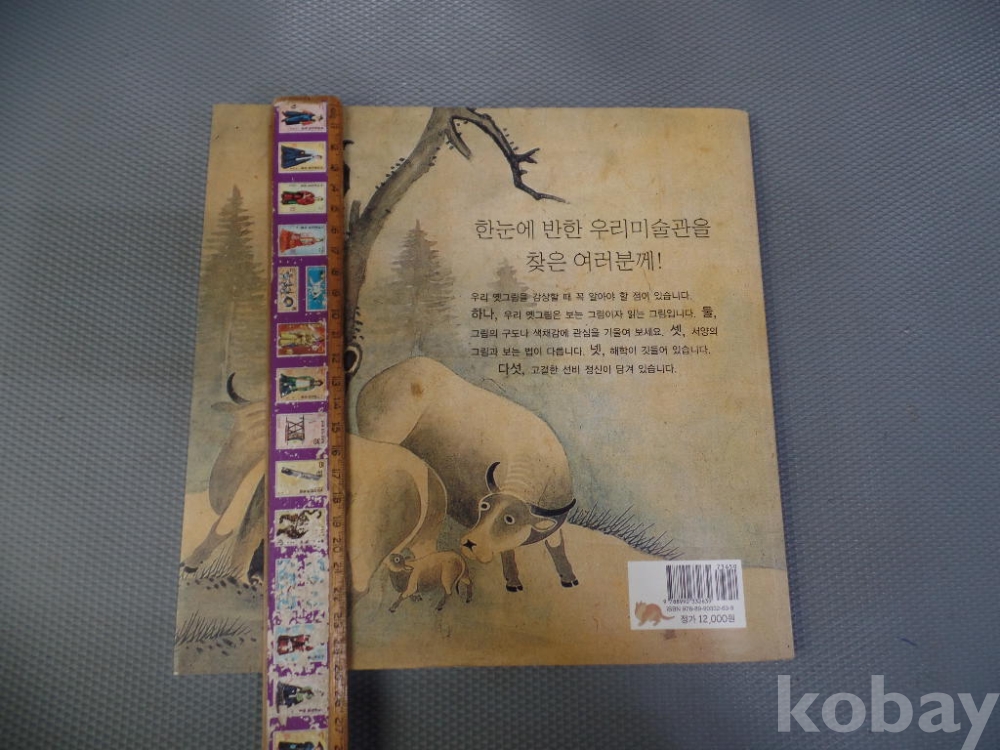 한눈에 반한 우리미술관을
찾은 여러분께!
우리 옛그림을 감상할 때 꼭 알아야 할 점이 있습니다.
하나, 우리 옛그림은 보는 그림이자 읽는 그림입니다. 둘,
그림의 구도나 색채감에 관심을 기울여 보세요. 셋, 서양의
그림과 보는 법이 다릅니다. 넷, 해학이 깃들어 있습니다.
다섯, 고결한 선비 정신이 담겨 있습니다.
정가 12,000원
kobay